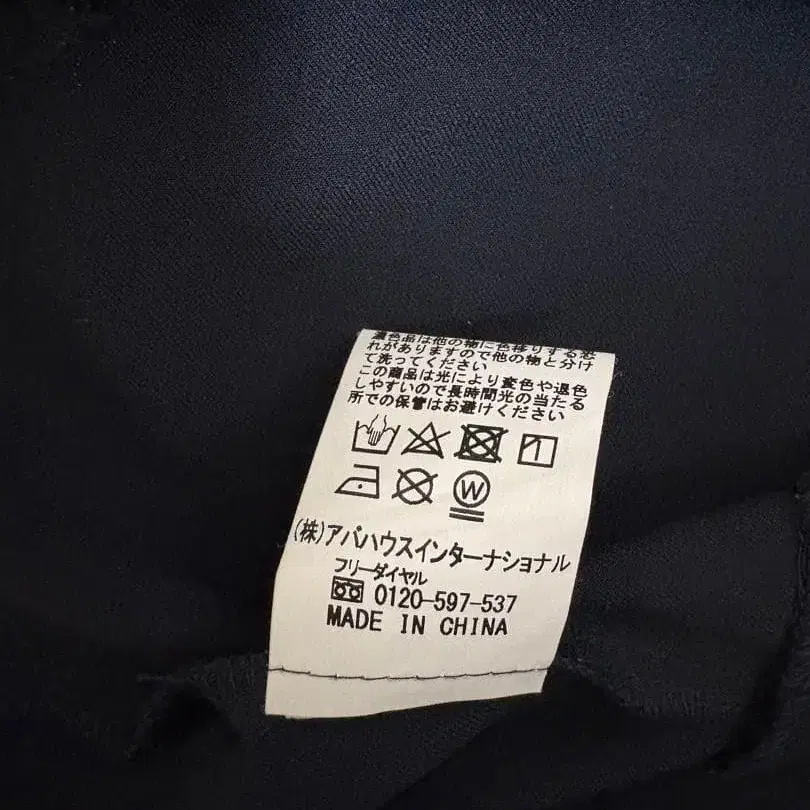 濃色品は他の物に色移りする恐
れがありますので他の物と分け
て洗ってください
この商品は光により変色や退色
しやすいので長時間光の当たる
所での保管はお避けください
W
(株)アバハウスインターナショナル
フリーダイヤル
0120-597-537
MADE IN CHINA